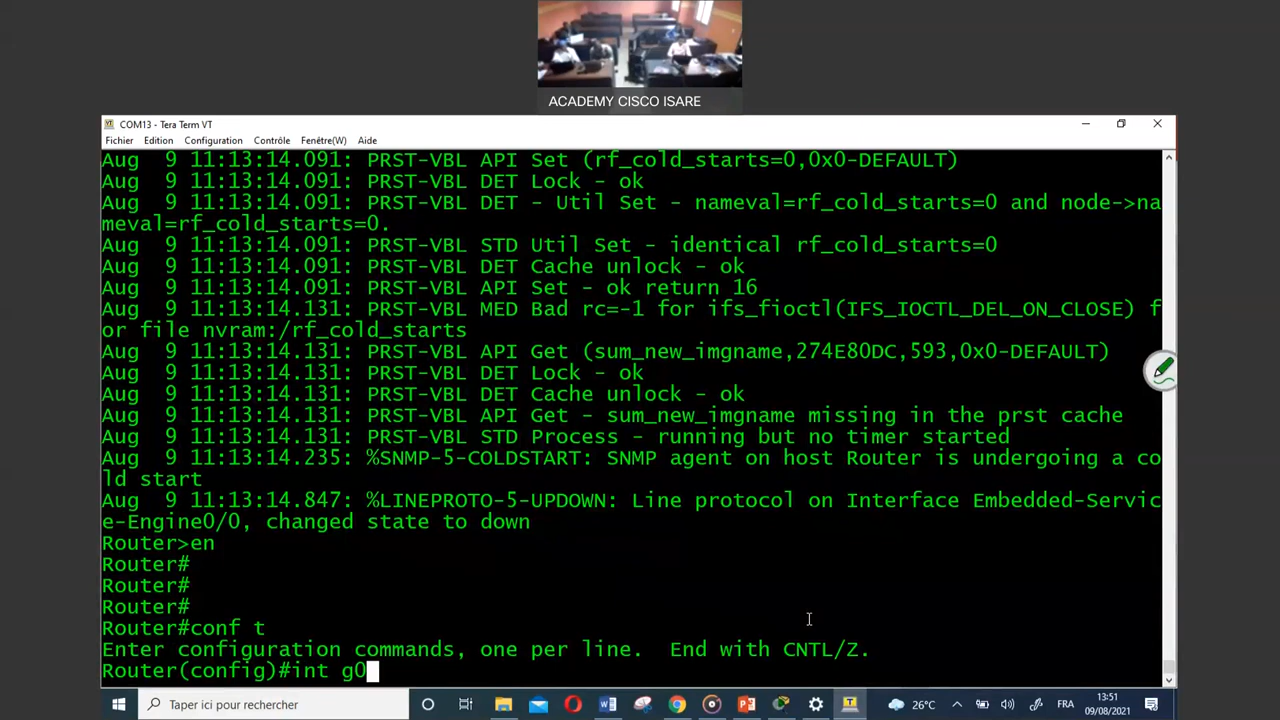 ACADEMY CISCO ISARE
COM13 - Tera Term VT
Fichier Edition Configuration Contrôle Fenêtre(W) Aide
Aug  9 11:13:14.091: PRST-VBL API Set (rf_cold_starts=0,0x0-DEFAULT)
Aug  9 11:13:14.091: PRST-VBL DET Lock - ok
Aug  9 11:13:14.091: PRST-VBL DET - Util Set - nameval=rf_cold_starts=0 and node->na
meval=rf_cold_starts=0.
Aug  9 11:13:14.091: PRST-VBL STD Util Set - identical rf_cold_starts=0
Aug  9 11:13:14.091: PRST-VBL DET Cache unlock - ok
Aug  9 11:13:14.091: PRST-VBL API Set - ok return 16
Aug  9 11:13:14.131: PRST-VBL MED Bad rc=-1 for ifs_fioctl(IFS_IOCTL_DEL_ON_CLOSE) f
or file nvram:/rf_cold_starts
Aug  9 11:13:14.131: PRST-VBL API Get (sum_new_imgname,274E80DC,593,0x0-DEFAULT)
Aug  9 11:13:14.131: PRST-VBL DET Lock - ok
Aug  9 11:13:14.131: PRST-VBL DET Cache unlock - ok
Aug  9 11:13:14.131: PRST-VBL API Get - sum_new_imgname missing in the prst cache
Aug  9 11:13:14.131: PRST-VBL STD Process - running but no timer started
Aug  9 11:13:14.235: %SNMP-5-COLDSTART: SNMP agent on host Router is undergoing a co
ld start
Aug  9 11:13:14.847: %LINEPROTO-5-UPDOWN: Line protocol on Interface Embedded-Servic
e-Engine0/0, changed state to down
Router>en
Router#
Router#
Router#
Router#conf t
Enter configuration commands, one per line.  End with CNTL/Z.
Router(config)#int g0
Taper ici pour rechercher
26°C
FRA
13:51
09/08/2021